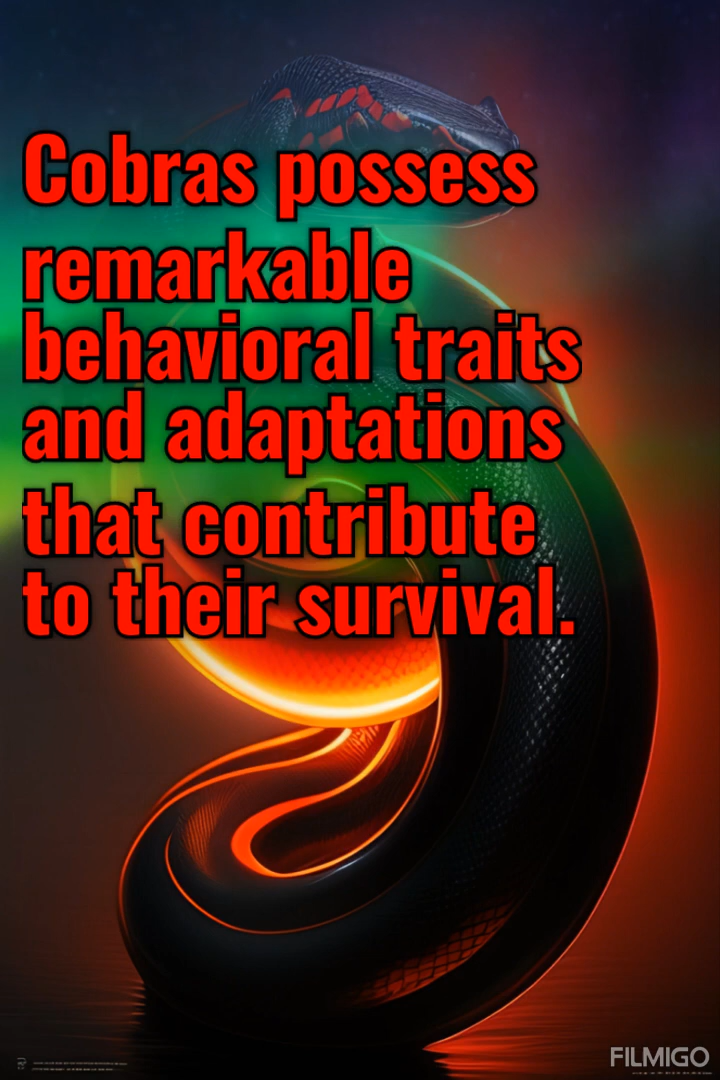 Cobras possess
remarkable
behavioral traits
and adaptations
that contribute
to their survival.
FILMIGO